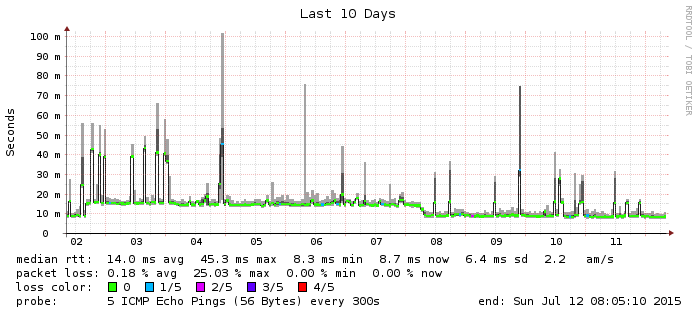 Last 10 Days
RRDTOOL / TOBI OETIKER
Seconds
100 m
90 m
80 m
70 m
60 m
50 m
40 m
30 m
20 m
10 m
0
02 03 04 05 06 07 08 09 10 11
median rtt: 14.0 ms avg 45.3 ms max 8.3 ms min 8.7 ms now 6.4 ms sd 2.2 am/s
packet loss: 0.18 % avg 25.03 % max 0.00 % min 0.00 % now
loss color: 0 1/5 2/5 3/5 4/5
probe: 5 ICMP Echo Pings (56 Bytes) every 300s end: Sun Jul 12 08:05:10 2015